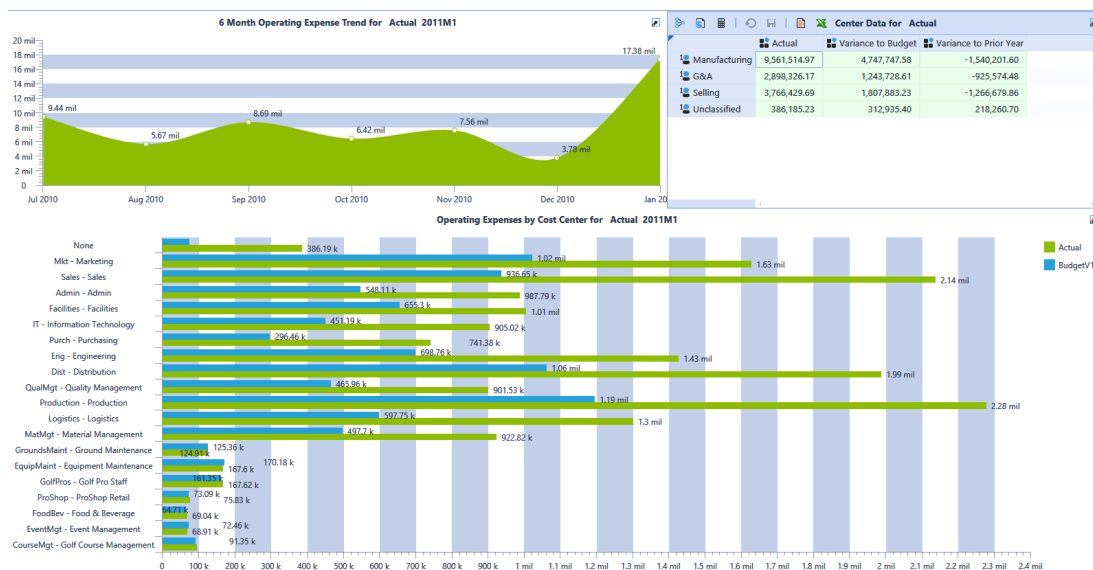 6 Month Operating Expense Trend for Actual 2011M1
20 mil
18 mil
16 mil
14 mil
12 mil
10 mil
8 mil
6 mil
4 mil
2 mil
0
9.44 mil
5.67 mil
8.69 mil
6.42 mil
7.56 mil
3.78 mil
17.38 mil
Jul 2010 Aug 2010 Sep 2010 Oct 2010 Nov 2010 Dec 2010 Jan 20
Center Data for Actual
Actual Variance to Budget Variance to Prior Year
Manufacturing 9,561,514.97 4,747,747.58 -1,540,201.60
G&A 2,898,326.17 1,243,728.61 -925,574.48
Selling 3,766,429.69 1,807,883.23 -1,266,679.86
Unclassified 386,185.23 312,935.40 218,260.70
Operating Expenses by Cost Center for Actual 2011M1
Actual
BudgetV1
None 386.19 k
Mkt - Marketing 1.02 mil 1.63 mil
Sales - Sales 936.65 k 2.14 mil
Admin - Admin 548.11 k 987.79 k
Facilities - Facilities 655.3 k 1.01 mil
IT - Information Technology 451.19 k 905.02 k
Purch - Purchasing 296.46 k 741.38 k
Eng - Engineering 698.76 k 1.43 mil
Dist - Distribution 1.06 mil 1.99 mil
QualMgt - Quality Management 465.96 k 901.53 k
Production - Production 1.19 mil 2.28 mil
Logistics - Logistics 597.75 k 1.3 mil
MatMgt - Material Management 497.7 k 922.82 k
GroundsMaint - Ground Maintenance 125.36 k 124.91 k
EquipMaint - Equipment Maintenance 170.18 k 167.6 k
GolfPros - Golf Pro Staff 161.35 k 167.62 k
ProShop - ProShop Retail 73.09 k 75.83 k
FoodBev - Food & Beverage 64.71 k 69.04 k
EventMgt - Event Management 72.46 k 68.91 k
CourseMgt - Golf Course Management 91.35 k
0 100 k 200 k 300 k 400 k 500 k 600 k 700 k 800 k 900 k 1 mil 1.1 mil 1.2 mil 1.3 mil 1.4 mil 1.5 mil 1.6 mil 1.7 mil 1.8 mil 1.9 mil 2 mil 2.1 mil 2.2 mil 2.3 mil 2.4 mil